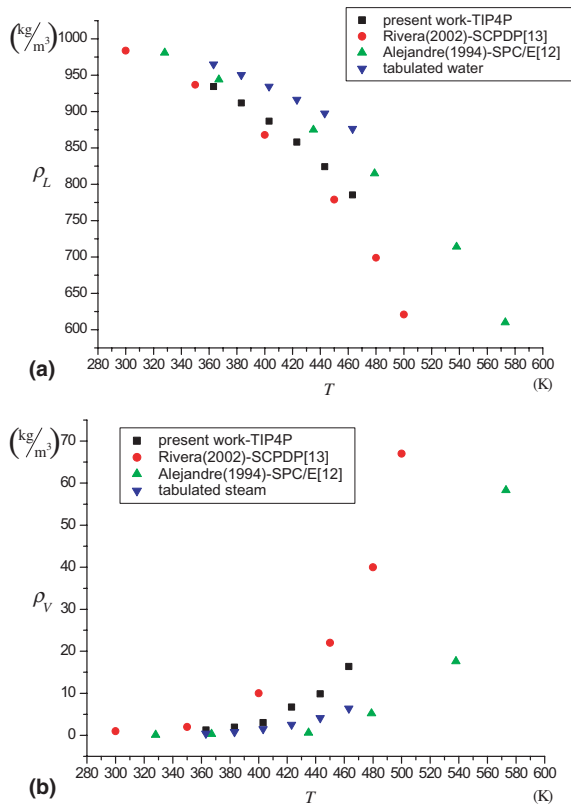 (kg/m³)
present work-TIP4P
Rivera(2002)-SCPDP[13]
Alejandre(1994)-SPC/E[12]
tabulated water
1000
950
900
850
800
750
700
650
600
ρL
280 300 320 340 360 380 400 420 440 460 480 500 520 540 560 580 600
(a)
T
(K)
(kg/m³)
present work-TIP4P
Rivera(2002)-SCPDP[13]
Alejandre(1994)-SPC/E[12]
tabulated steam
70
60
50
40
30
20
10
0
ρV
280 300 320 340 360 380 400 420 440 460 480 500 520 540 560 580 600
(b)
T
(K)